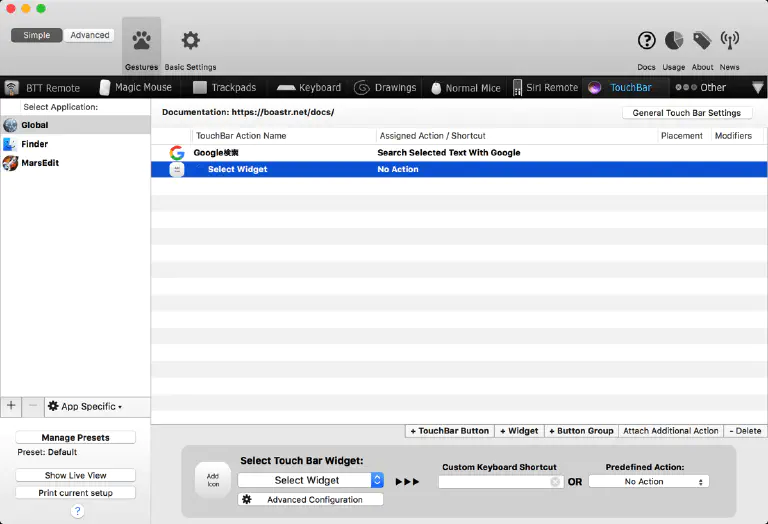 Simple Advanced
Gestures Basic Settings Docs Usage About News
BTT Remote Magic Mouse Trackpads Keyboard Drawings Normal Mice Siri Remote TouchBar Other
Select Application:
Global
Finder
MarsEdit
Documentation: https://boastr.net/docs/ General Touch Bar Settings
TouchBar Action Name Assigned Action / Shortcut Placement Modifiers
Google検索 Search Selected Text With Google
Select Widget No Action
+ − App Specific
+ TouchBar Button + Widget + Button Group Attach Additional Action - Delete
Manage Presets
Preset: Default
Show Live View
Print current setup
?
Add Icon
Select Touch Bar Widget:
Select Widget
Advanced Configuration
Custom Keyboard Shortcut
OR
Predefined Action:
No Action